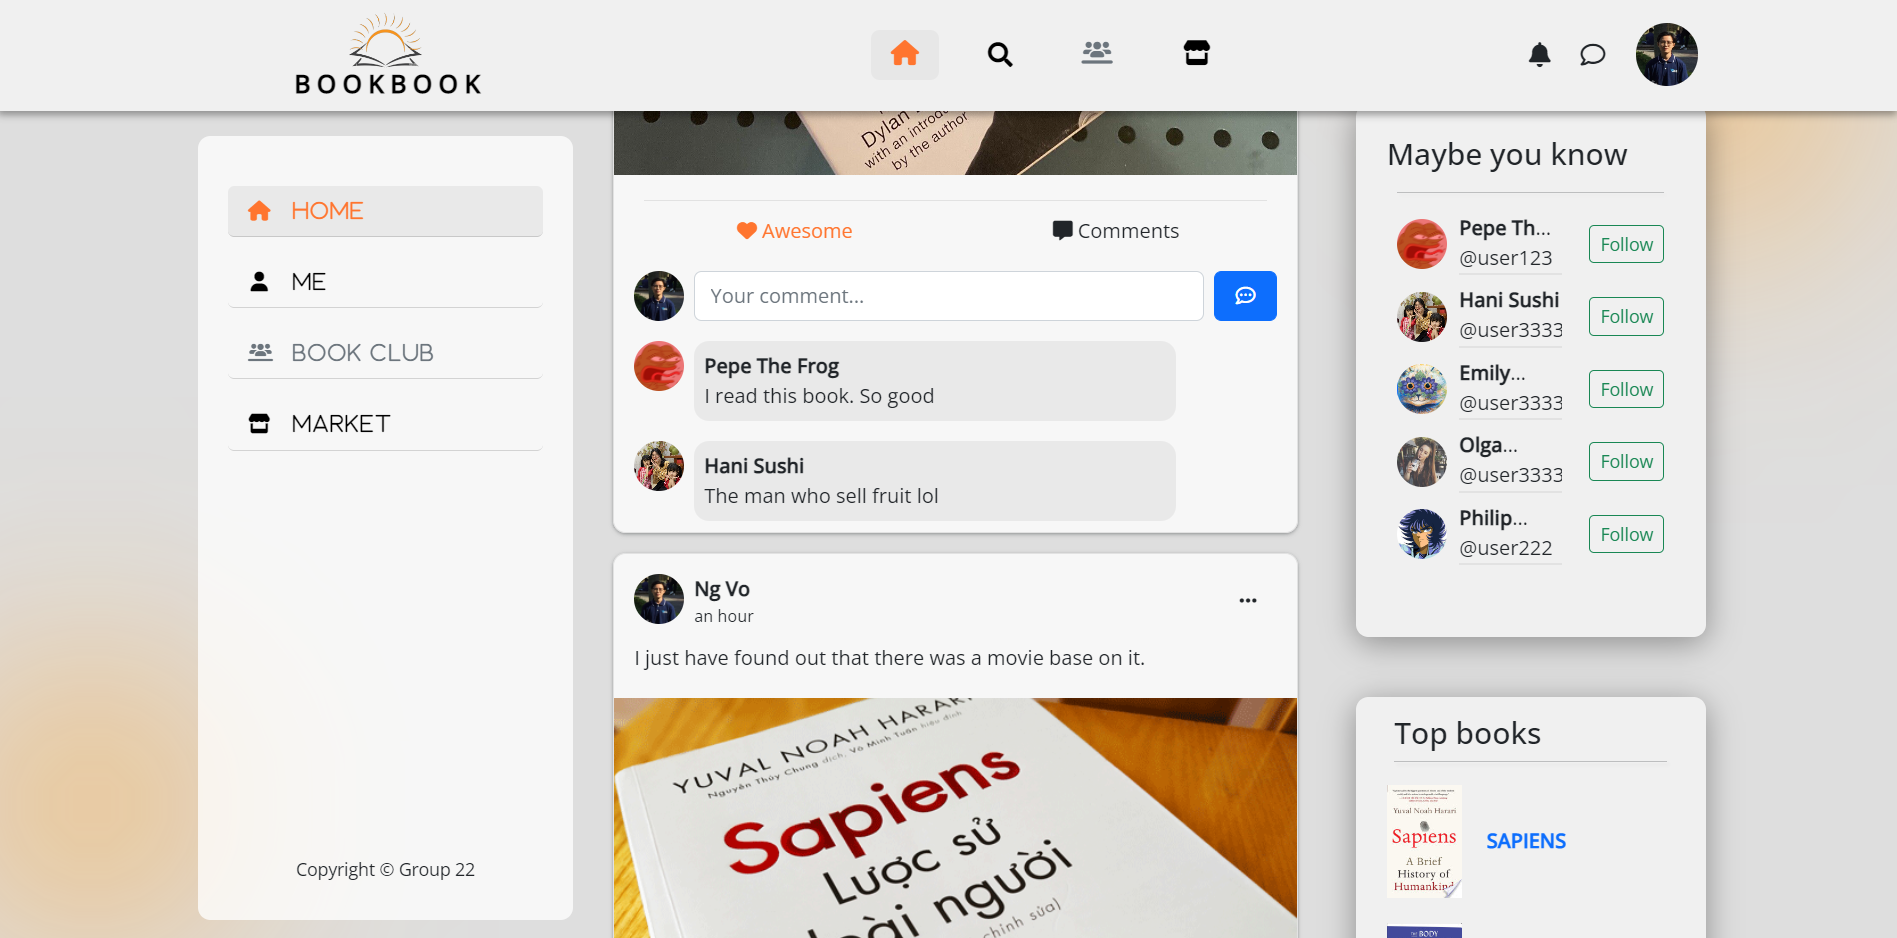 BOOKBOOK
HOME
ME
BOOK CLUB
MARKET
Copyright © Group 22
Dylan
with an introdu
by the author
Awesome
Comments
Your comment...
Pepe The Frog
I read this book. So good
Hani Sushi
The man who sell fruit lol
Ng Vo
an hour
I just have found out that there was a movie base on it.
YUVAL NOAH HARARI
Nguyễn Thủy Chung dịch, Võ Minh Tuấn hiệu đính
Sapiens
Lược sử
loài người
chỉnh sửa)
Maybe you know
Pepe Th...
@user123
Follow
Hani Sushi
@user3333
Follow
Emily...
@user3333
Follow
Olga...
@user3333
Follow
Philip...
@user222
Follow
Top books
Yuval Noah Harari
Sapiens
A Brief
History of
Humankind
SAPIENS
THE BODY